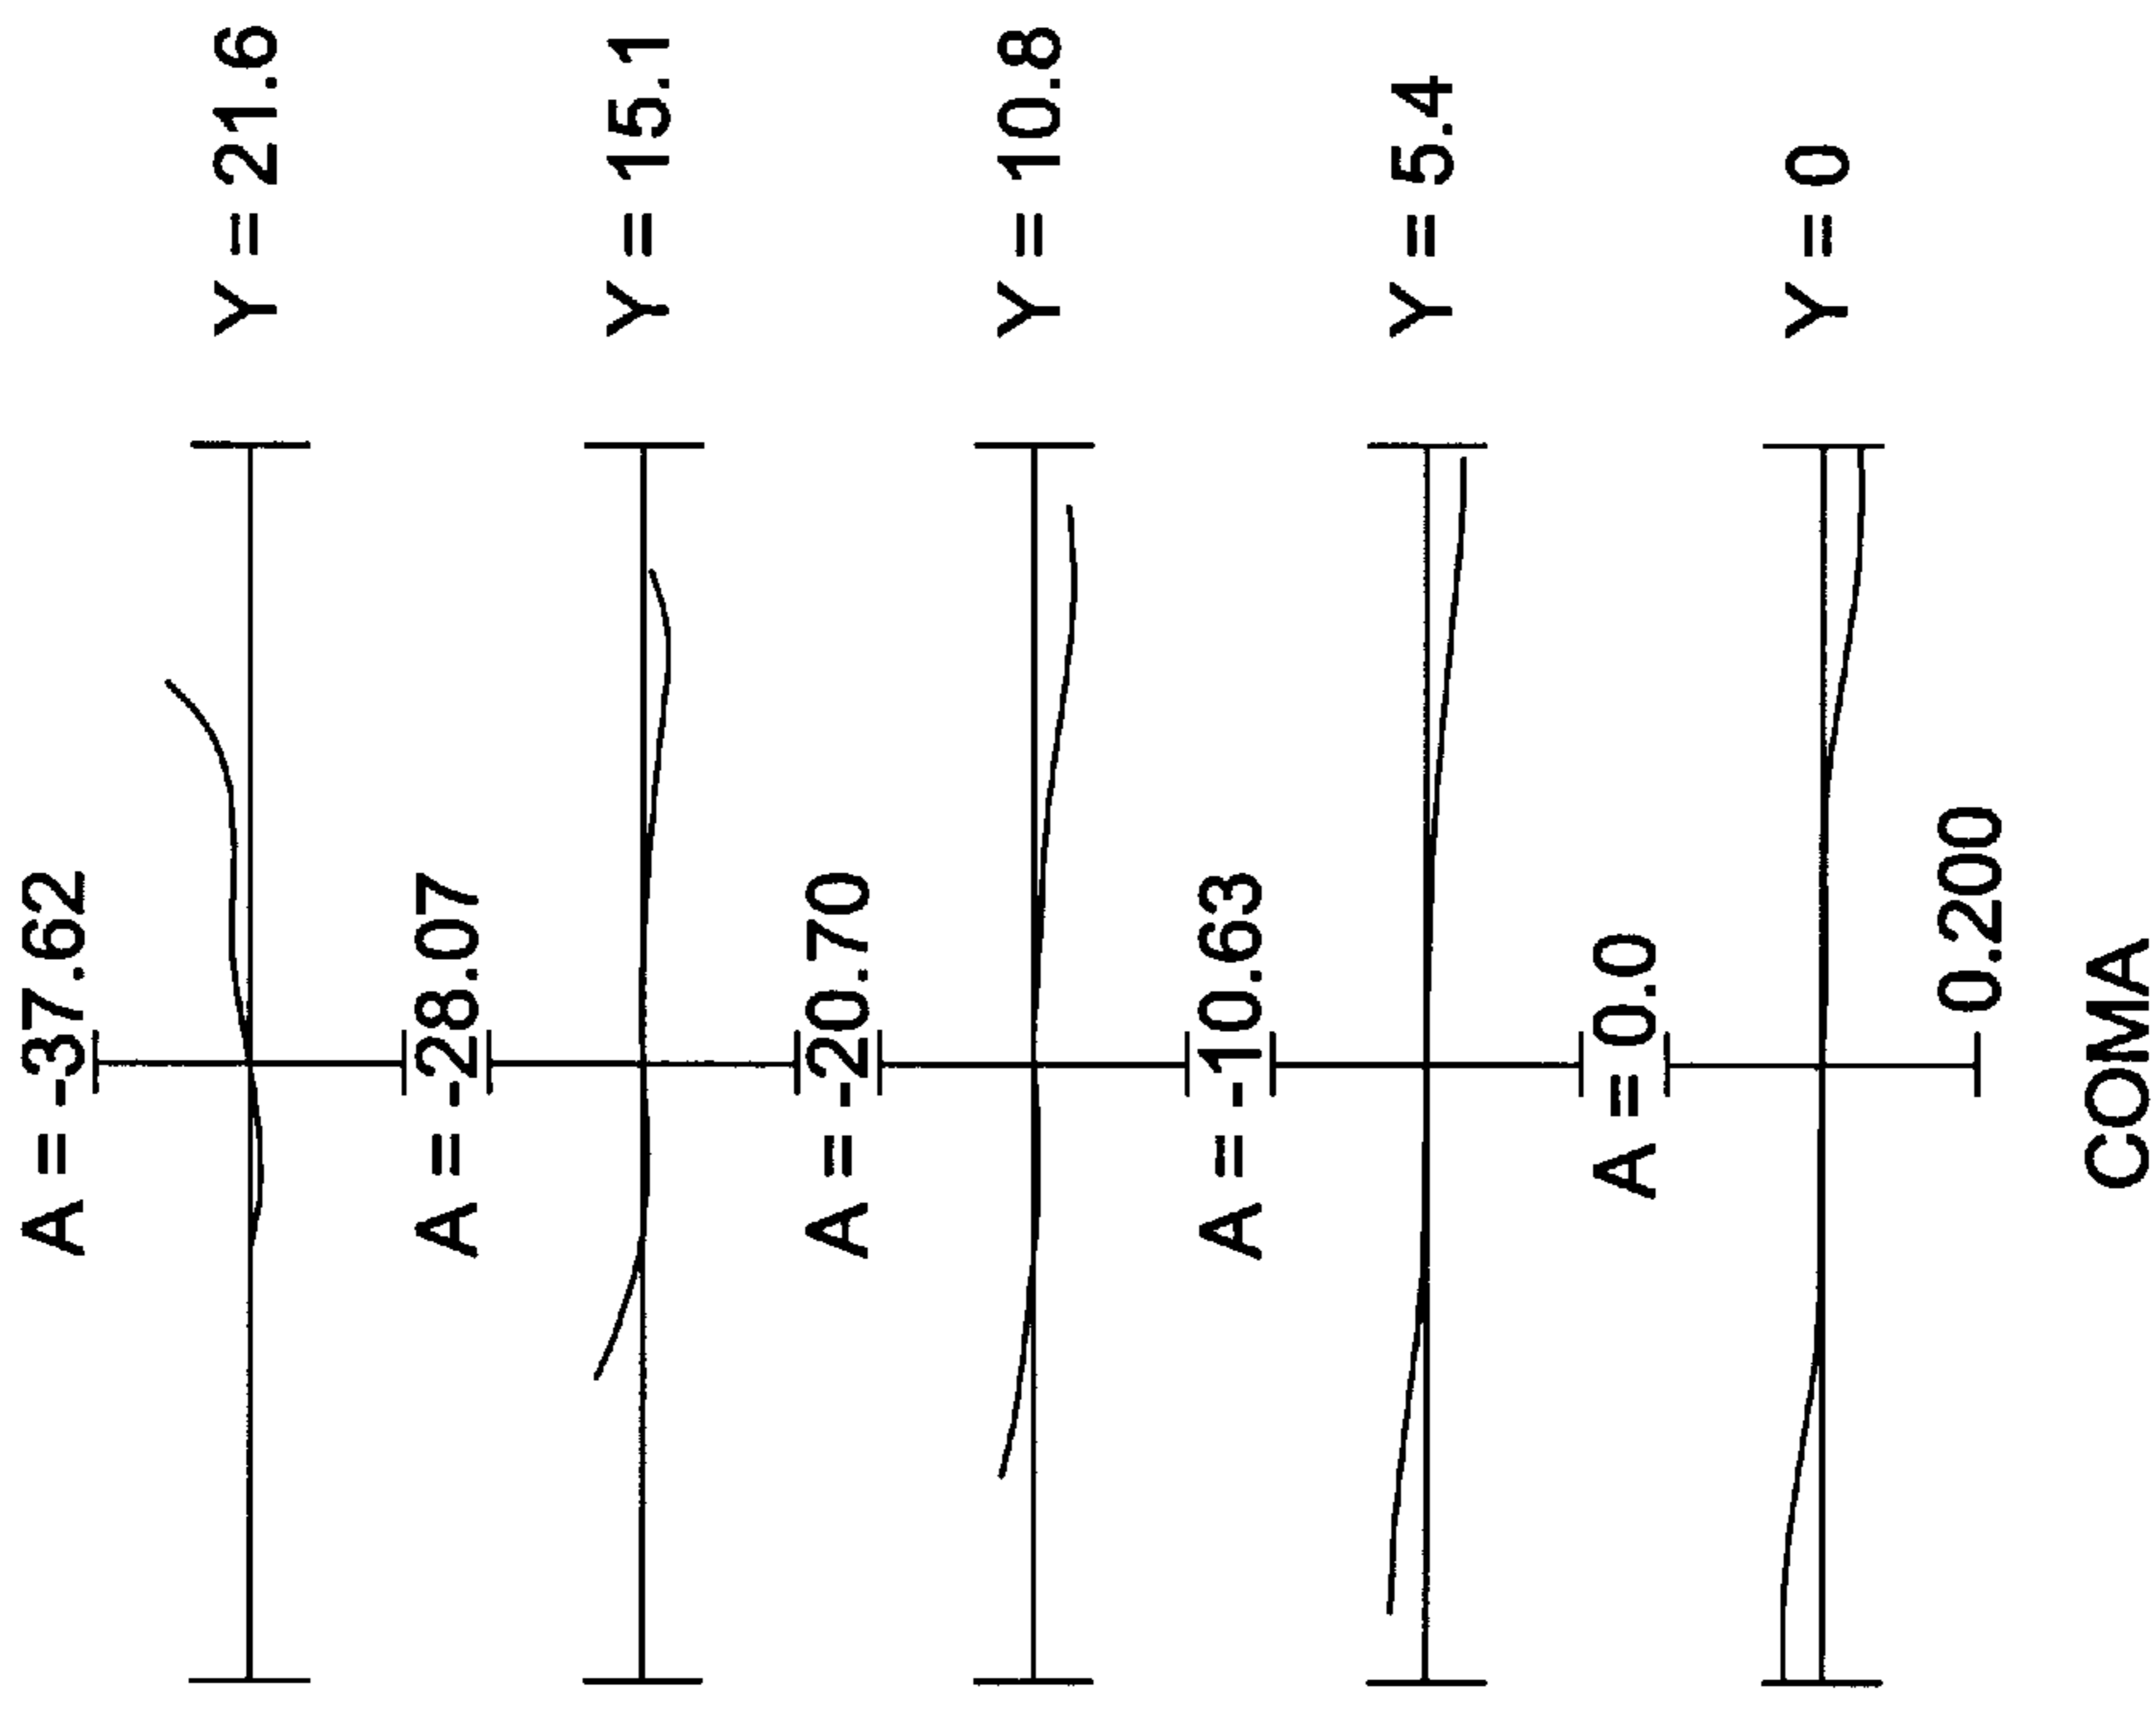 A = -37.62
Y = 21.6
A = -28.07
Y = 15.1
A = -20.70
Y = 10.8
A = -10.63
Y = 5.4
A = 0.0
Y = 0
0.200
COMA